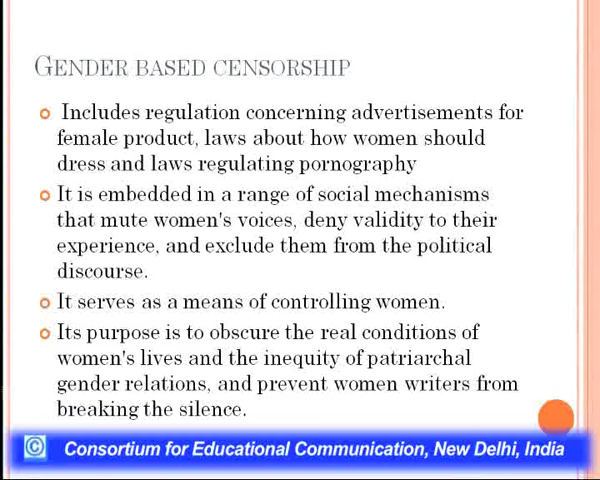 GENDER BASED CENSORSHIP
Includes regulation concerning advertisements for
female product, laws about how women should
dress and laws regulating pornography
It is embedded in a range of social mechanisms
that mute women's voices, deny validity to their
experience, and exclude them from the political
discourse.
It serves as a means of controlling women.
Its purpose is to obscure the real conditions of
women's lives and the inequity of patriarchal
gender relations, and prevent women writers from
breaking the silence.
© Consortium for Educational Communication, New Delhi, India